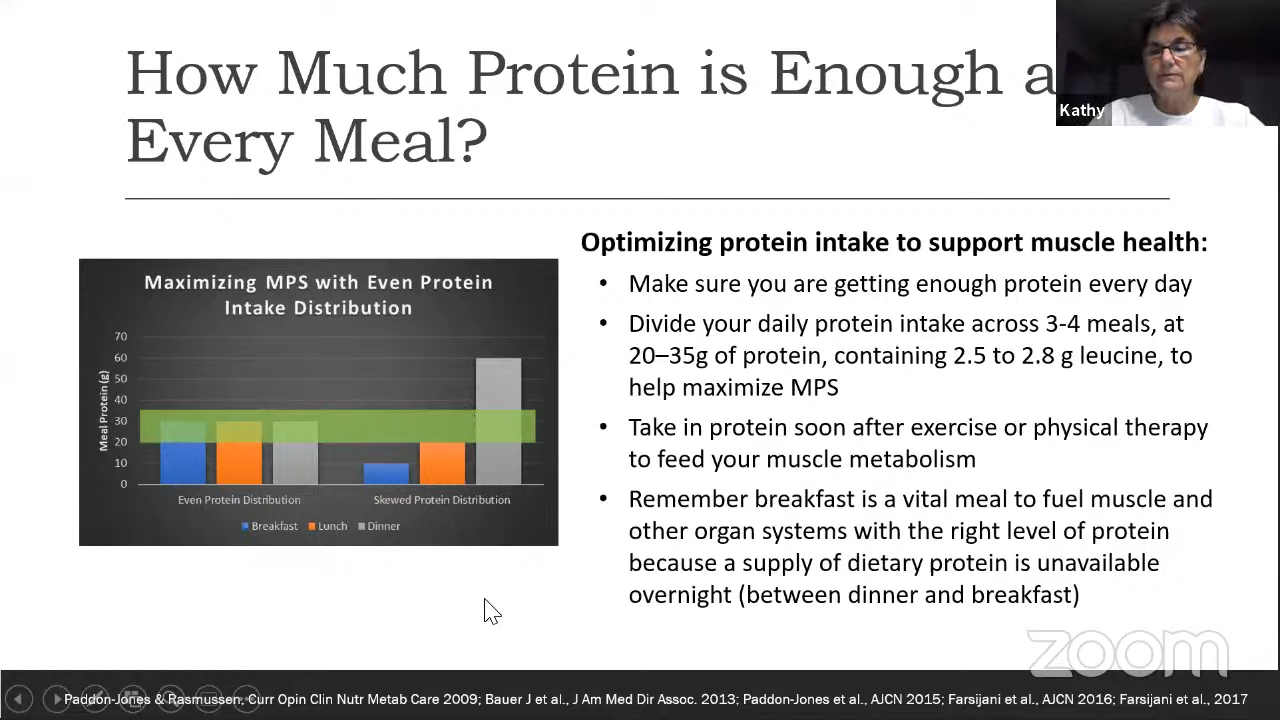 How Much Protein is Enough a
Every Meal?
Kathy
Optimizing protein intake to support muscle health:
• Make sure you are getting enough protein every day
• Divide your daily protein intake across 3-4 meals, at
20–35g of protein, containing 2.5 to 2.8 g leucine, to
help maximize MPS
• Take in protein soon after exercise or physical therapy
to feed your muscle metabolism
• Remember breakfast is a vital meal to fuel muscle and
other organ systems with the right level of protein
because a supply of dietary protein is unavailable
overnight (between dinner and breakfast)
Maximizing MPS with Even Protein
Intake Distribution
Meal Protein (g)
70
60
50
40
30
20
10
0
Even Protein Distribution
Skewed Protein Distribution
Breakfast
Lunch
Dinner
zoom
Paddon-Jones & Rasmussen, Curr Opin Clin Nutr Metab Care 2009; Bauer J et al., J Am Med Dir Assoc. 2013; Paddon-Jones et al., AJCN 2015; Farsijani et al., AJCN 2016; Farsijani et al., 2017